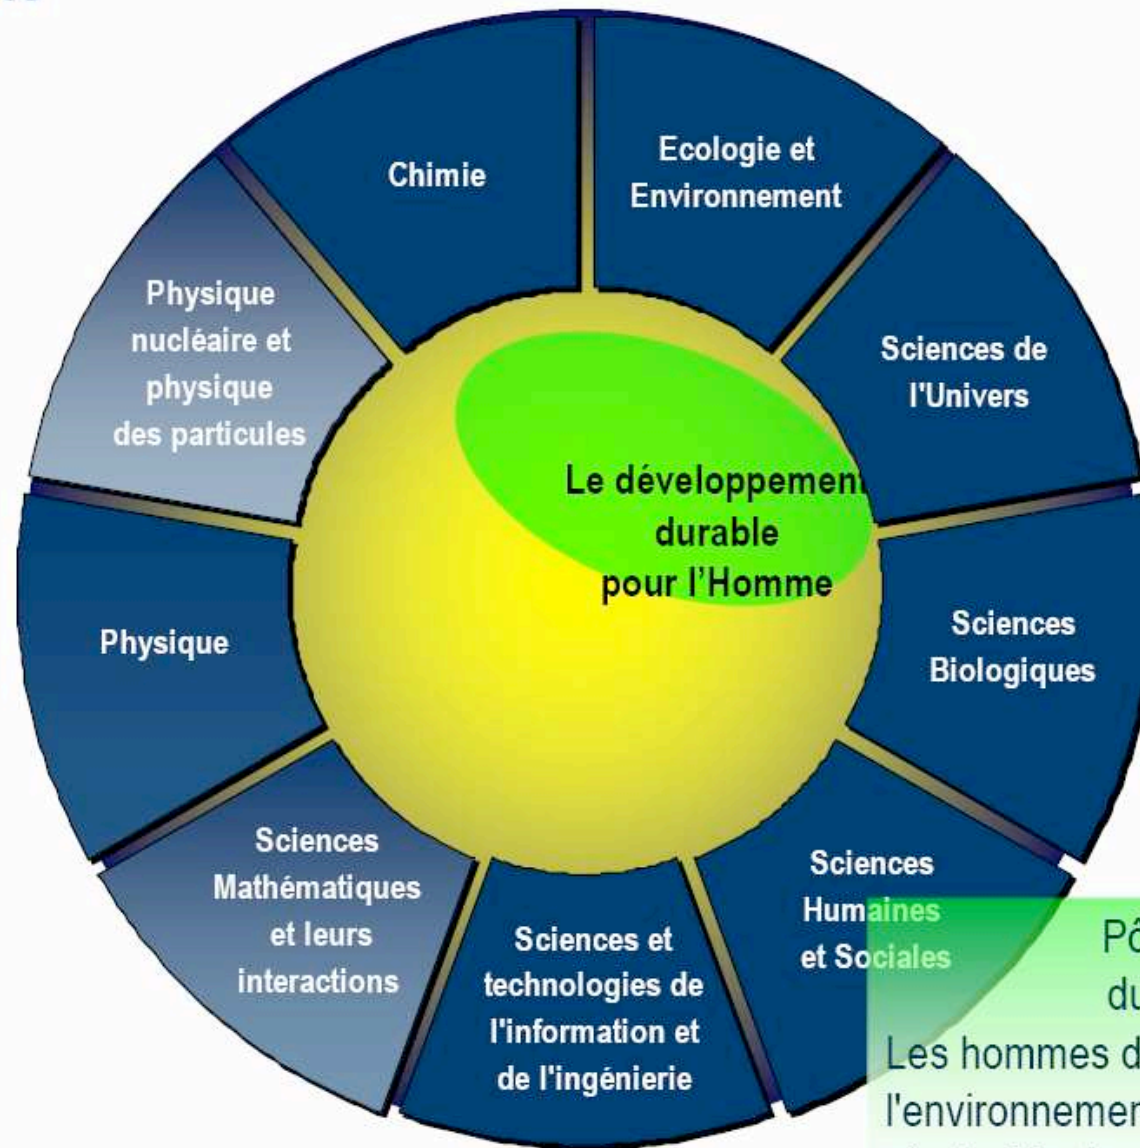 Chimie
Ecologie et
Environnement
Sciences de
l'Univers
Sciences
Biologiques
Sciences
Humaines
et Sociales
Sciences et
technologies de
l'information et
de l'ingénierie
Sciences
Mathématiques
et leurs
interactions
Physique
Physique
nucléaire et
physique
des particules
Le développement
durable
pour l’Homme
Pô
du
Les hommes d
l'environnemen